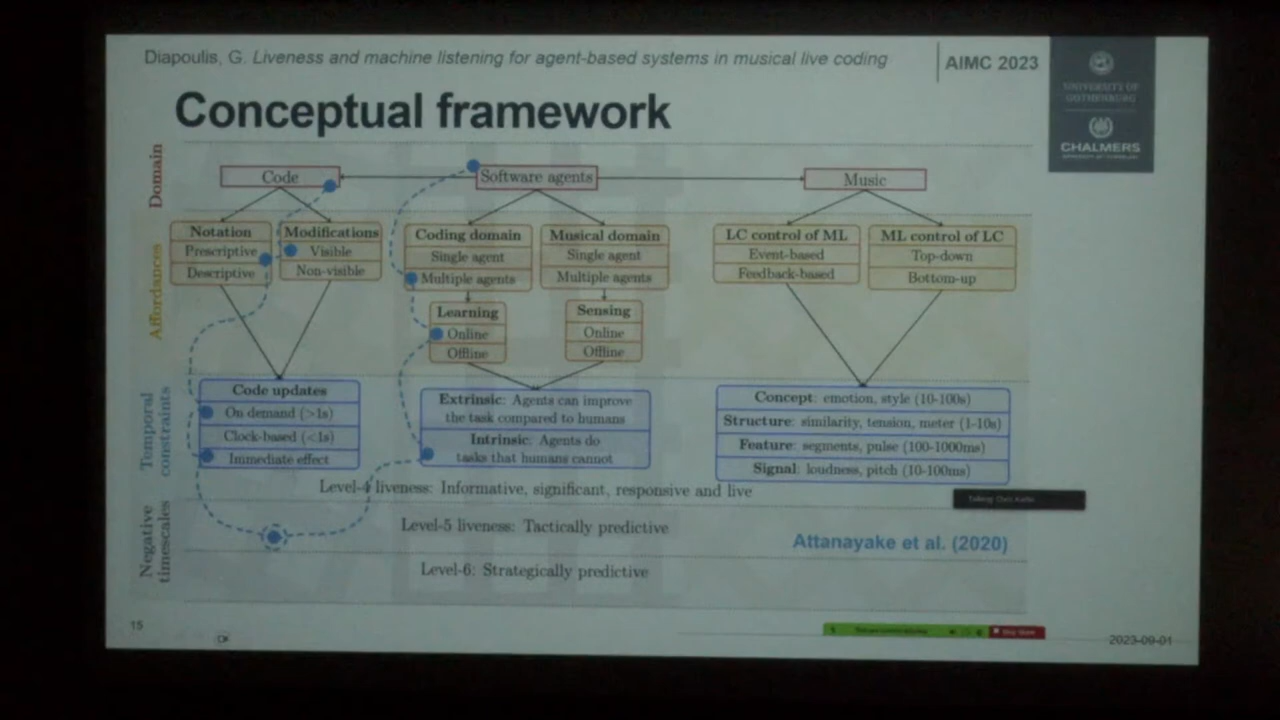 Diapoulis, G. Liveness and machine listening for agent-based systems in musical live coding
AIMC 2023
UNIVERSITY OF
GOTHENBURG
CHALMERS
Conceptual framework
Domain
Code
Software agents
Music
Affordances
Notation
Prescriptive
Descriptive
Modifications
Visible
Non-visible
Coding domain
Single agent
Multiple agents
Musical domain
Single agent
Multiple agents
LC control of ML
Event-based
Feedback-based
ML control of LC
Top-down
Bottom-up
Learning
Online
Offline
Sensing
Online
Offline
Temporal
constraints
Code updates
On demand (>1s)
Clock-based (<1s)
Immediate effect
Extrinsic: Agents can improve
the task compared to humans
Intrinsic: Agents do
tasks that humans cannot
Concept: emotion, style (10-100s)
Structure: similarity, tension, meter (1-10s)
Feature: segments, pulse (100-1000ms)
Signal: loudness, pitch (10-100ms)
Level-4 liveness: Informative, significant, responsive and live
Negative
timescales
Level-5 liveness: Tactically predictive
Attanayake et al. (2020)
Level-6: Strategically predictive
15
2023-09-01